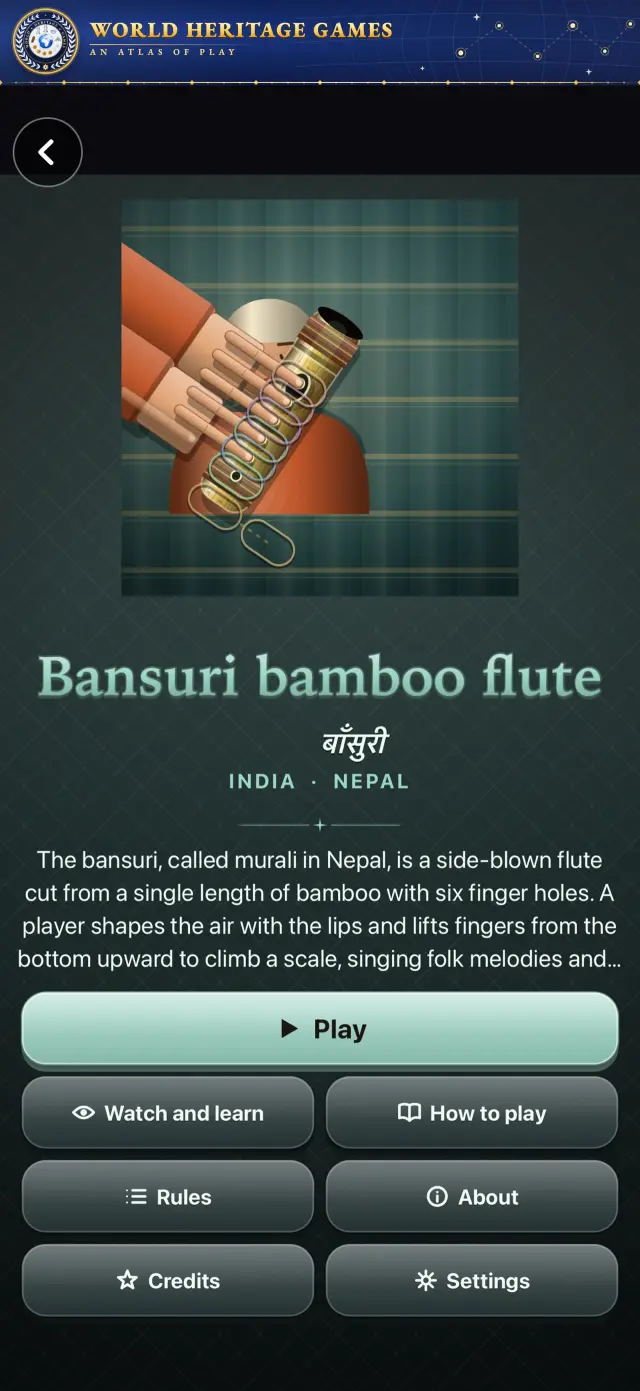 WORLD HERITAGE GAMES
AN ATLAS OF PLAY
Bansuri bamboo flute
बाँसुरी
INDIA · NEPAL
The bansuri, called murali in Nepal, is a side-blown flute
cut from a single length of bamboo with six finger holes. A
player shapes the air with the lips and lifts fingers from the
bottom upward to climb a scale, singing folk melodies and…
Play
Watch and learn
How to play
Rules
About
Credits
Settings